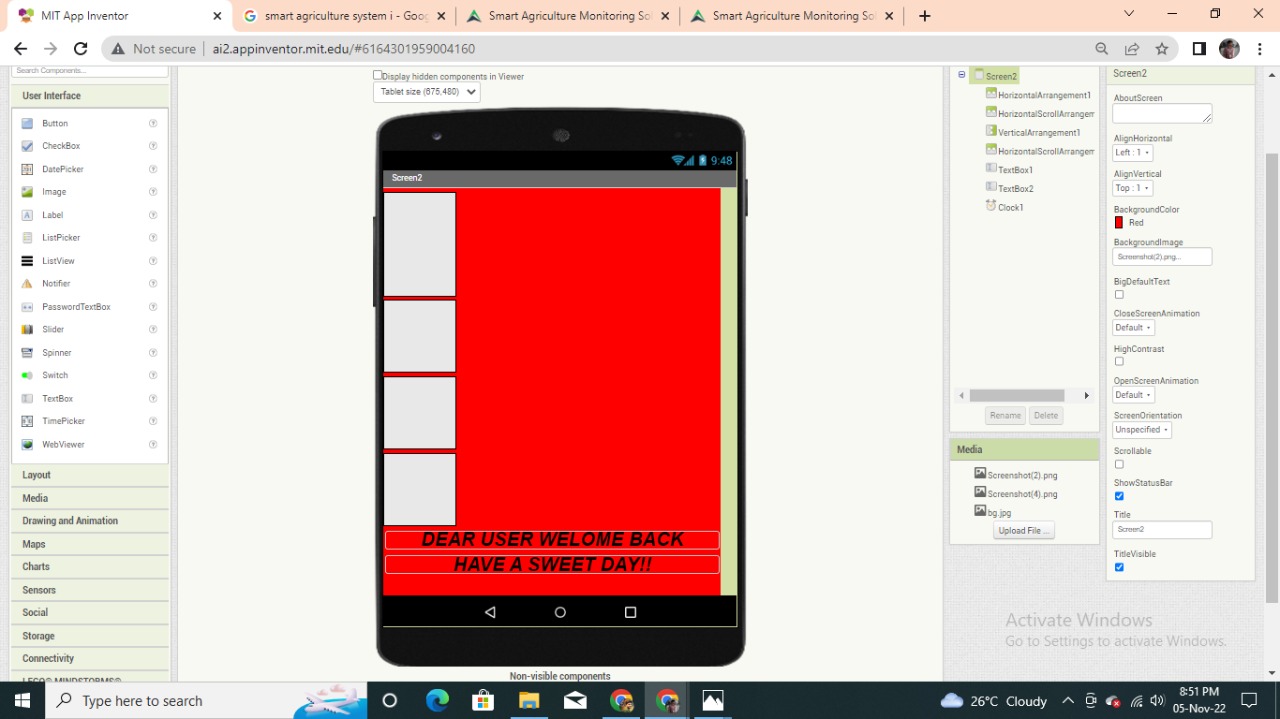 MIT App Inventor
smart agriculture system i - Goog
Smart Agriculture Monitoring Sol
Smart Agriculture Monitoring Sol
Not secure
ai2.appinventor.mit.edu/#6164301959004160
Search Components...
User Interface
Button
CheckBox
DatePicker
Image
Label
ListPicker
ListView
Notifier
PasswordTextBox
Slider
Spinner
Switch
TextBox
TimePicker
WebViewer
Layout
Media
Drawing and Animation
Maps
Charts
Sensors
Social
Storage
Connectivity
LEGO® MINDSTORMS®
Display hidden components in Viewer
Tablet size (675,480)
9:48
Screen2
DEAR USER WELOME BACK
HAVE A SWEET DAY!!
Non-visible components
Screen2
HorizontalArrangement1
HorizontalScrollArrangem
VerticalArrangement1
HorizontalScrollArrangem
TextBox1
TextBox2
Clock1
Rename
Delete
Media
Screenshot(2).png
Screenshot(4).png
bg.jpg
Upload File ...
Screen2
AboutScreen
AlignHorizontal
Left : 1
AlignVertical
Top : 1
BackgroundColor
Red
BackgroundImage
Screenshot(2).png...
BigDefaultText
CloseScreenAnimation
Default
HighContrast
OpenScreenAnimation
Default
ScreenOrientation
Unspecified
Scrollable
ShowStatusBar
Title
Screen2
TitleVisible
Activate Windows
Go to Settings to activate Windows.
Type here to search
26°C Cloudy
8:51 PM
05-Nov-22